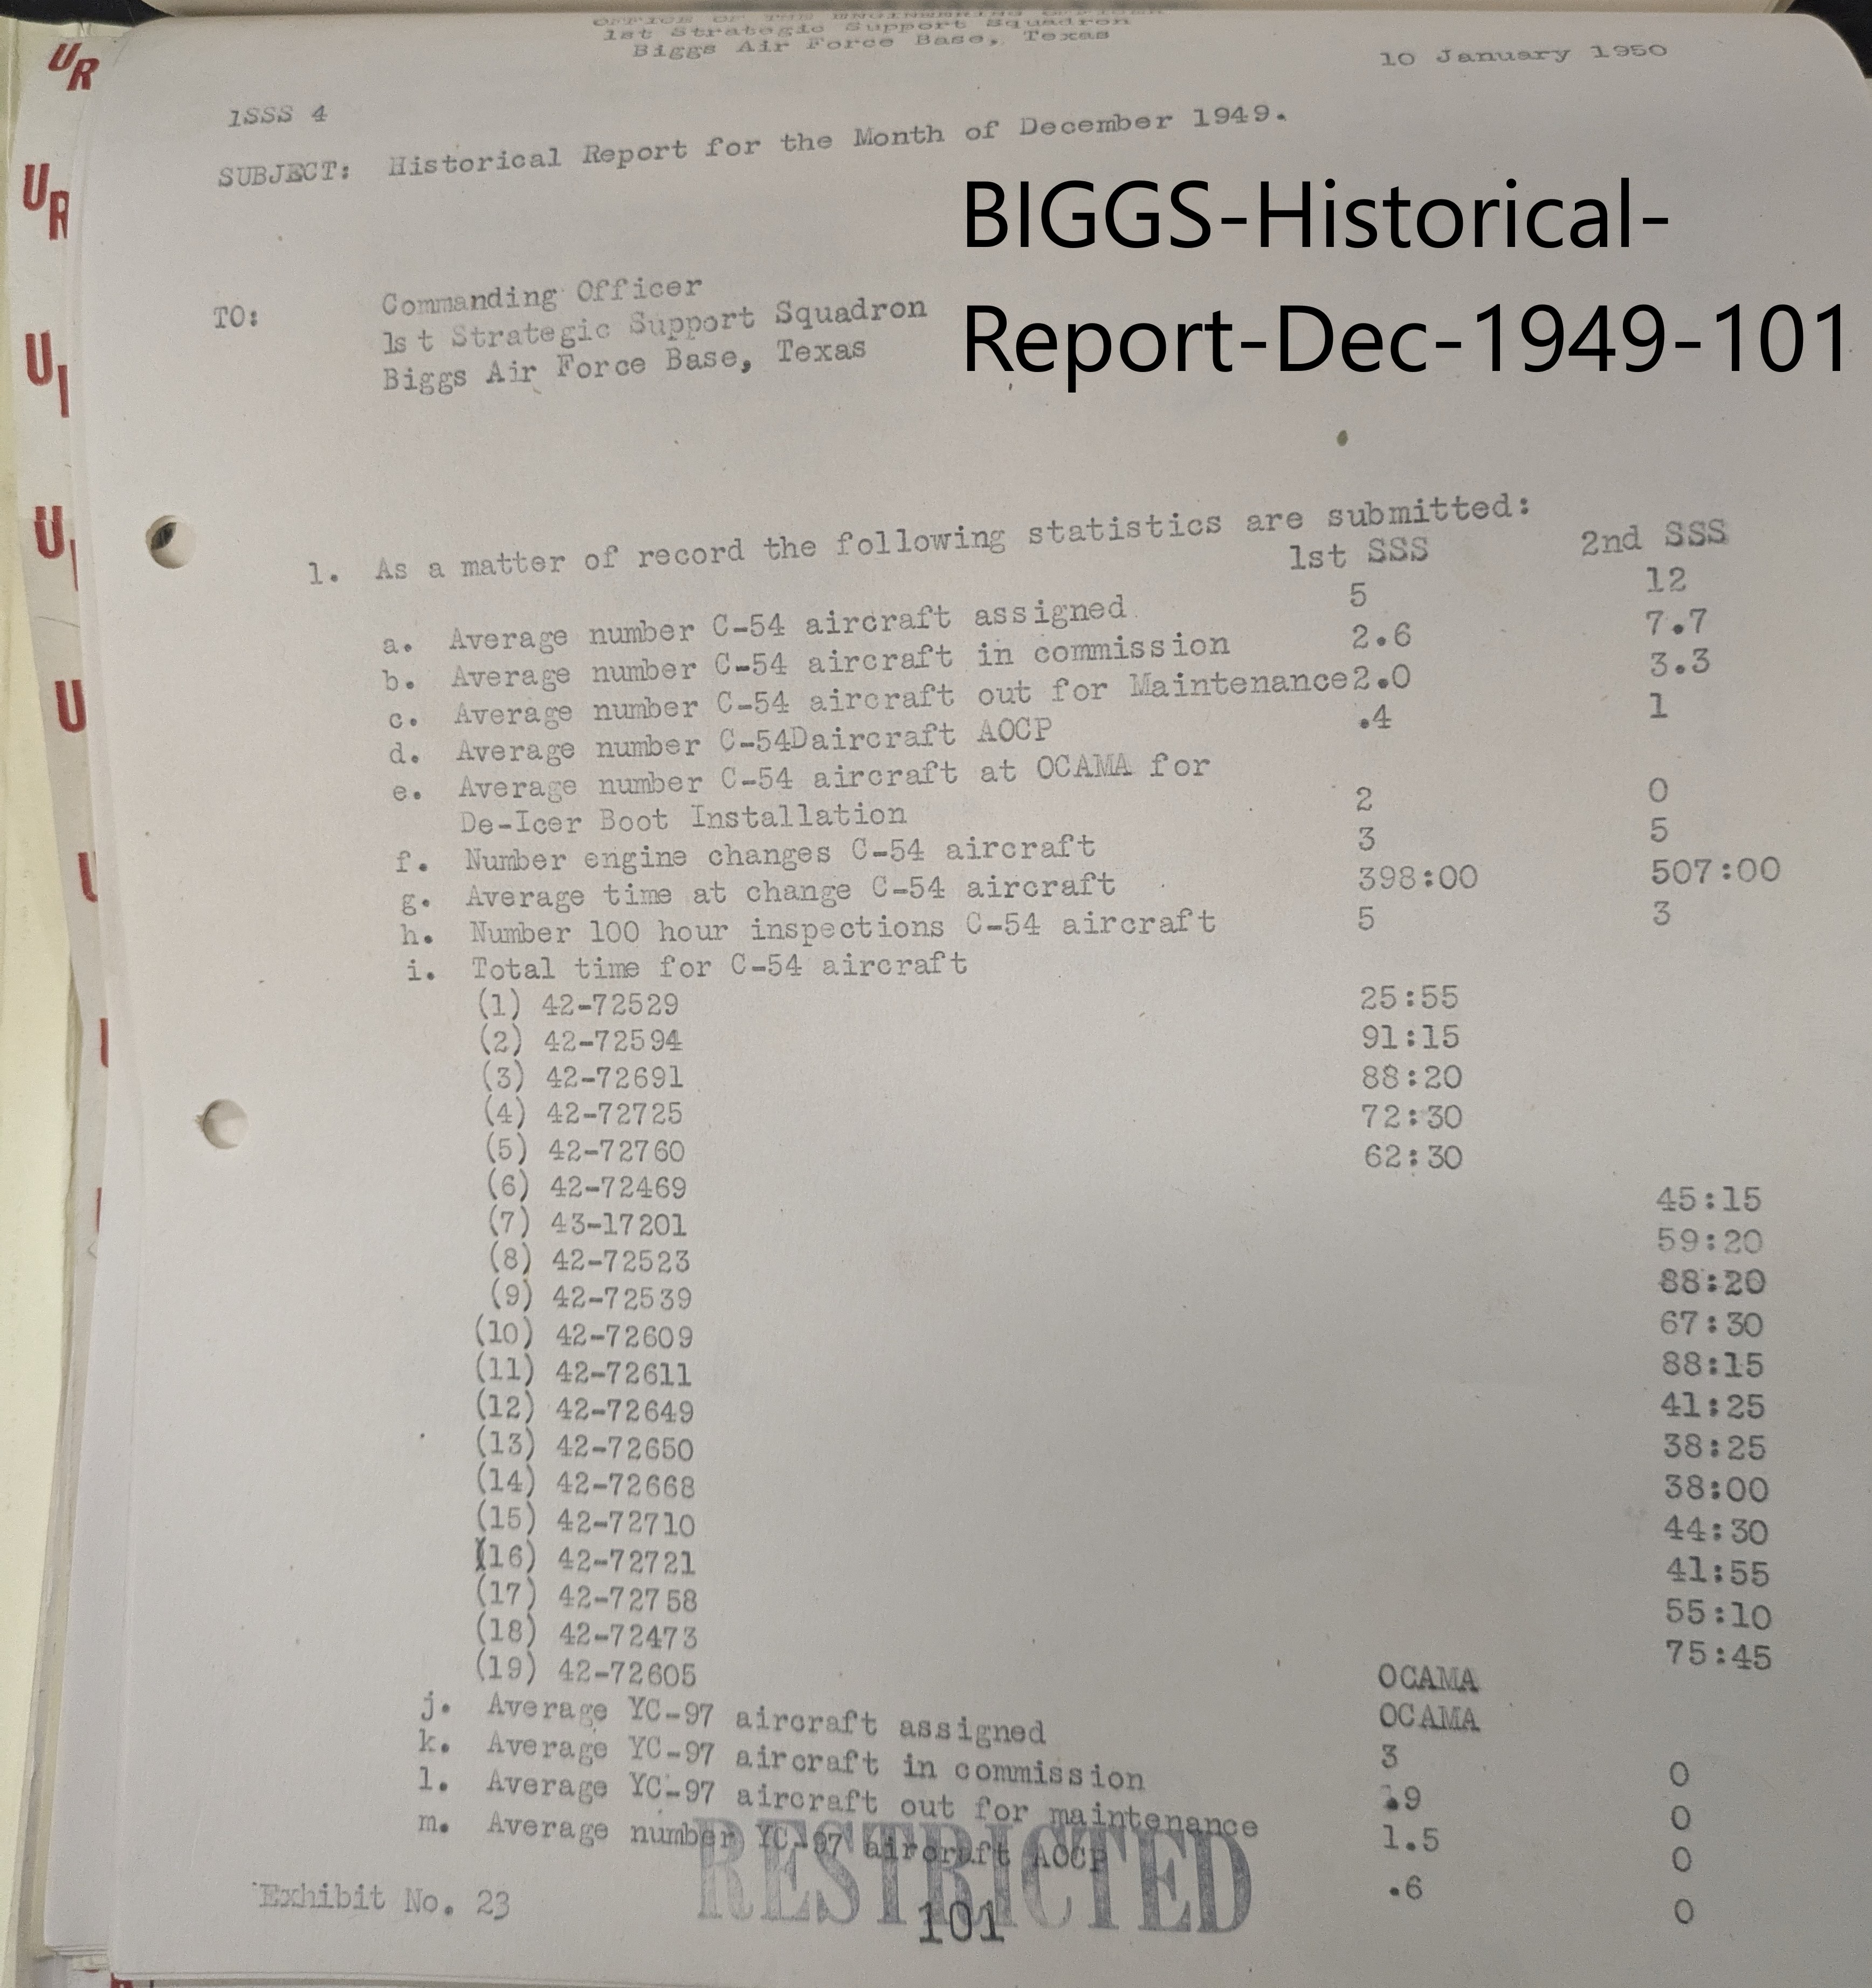 OFFICE OF THE ENGINEERING OFFICER
1st Strategic Support Squadron
Biggs Air Force Base, Texas
10 January 1950
1SSS 4
SUBJECT: Historical Report for the Month of December 1949.
BIGGS-Historical-
Report-Dec-1949-101
TO: Commanding Officer
1st Strategic Support Squadron
Biggs Air Force Base, Texas
1. As a matter of record the following statistics are submitted:
1st SSS 2nd SSS
a. Average number C-54 aircraft assigned 5 12
b. Average number C-54 aircraft in commission 2.6 7.7
c. Average number C-54 aircraft out for Maintenance 2.0 3.3
d. Average number C-54Daircraft AOCP .4 1
e. Average number C-54 aircraft at OCAMA for
De-Icer Boot Installation 2 0
f. Number engine changes C-54 aircraft 3 5
g. Average time at change C-54 aircraft 398:00 507:00
h. Number 100 hour inspections C-54 aircraft 5 3
i. Total time for C-54 aircraft
(1) 42-72529 25:55
(2) 42-72594 91:15
(3) 42-72691 88:20
(4) 42-72725 72:30
(5) 42-72760 62:30
(6) 42-72469 45:15
(7) 43-17201 59:20
(8) 42-72523 88:20
(9) 42-72539 67:30
(10) 42-72609 88:15
(11) 42-72611 41:25
(12) 42-72649 38:25
(13) 42-72650 38:00
(14) 42-72668 44:30
(15) 42-72710 41:55
(16) 42-72721 55:10
(17) 42-72758 75:45
(18) 42-72473 OCAMA
(19) 42-72605 OCAMA
j. Average YC-97 aircraft assigned 3 0
k. Average YC-97 aircraft in commission .9 0
l. Average YC-97 aircraft out for maintenance 1.5 0
m. Average number YC-97 aircraft AOCP .6 0
RESTRICTED
Exhibit No. 23
101